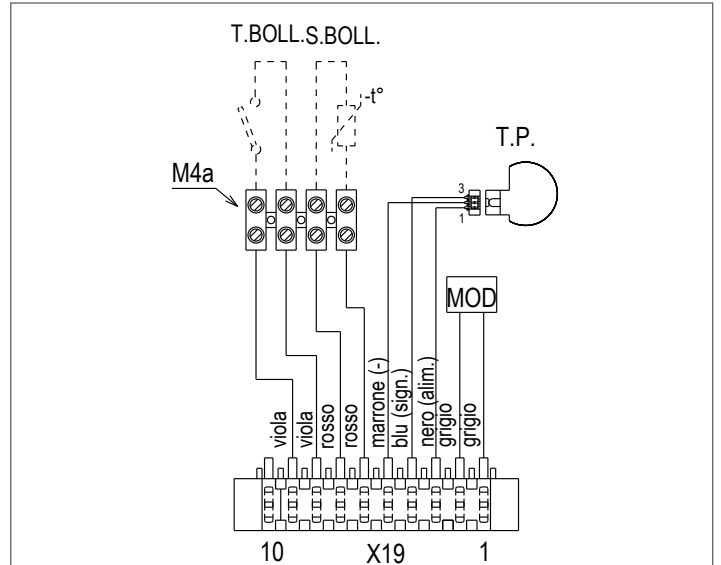 T.BOLL. S.BOLL.
-t°
T.P.
M4a
3
1
MOD
viola
viola
rosso
rosso
marrone (-)
blu (sign.)
nero (alim.)
grigio
grigio
10 X19 1